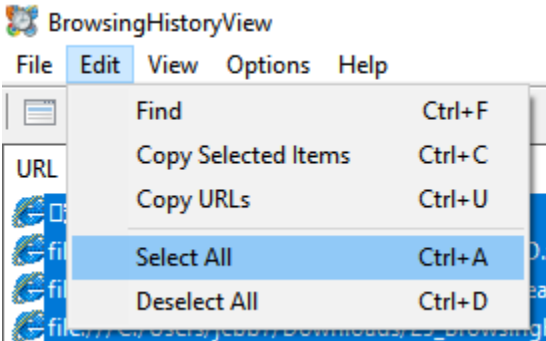 BrowsingHistoryView
File Edit View Options Help
Find Ctrl+F
Copy Selected Items Ctrl+C
URL
Copy URLs Ctrl+U
Select All Ctrl+A
Deselect All Ctrl+D